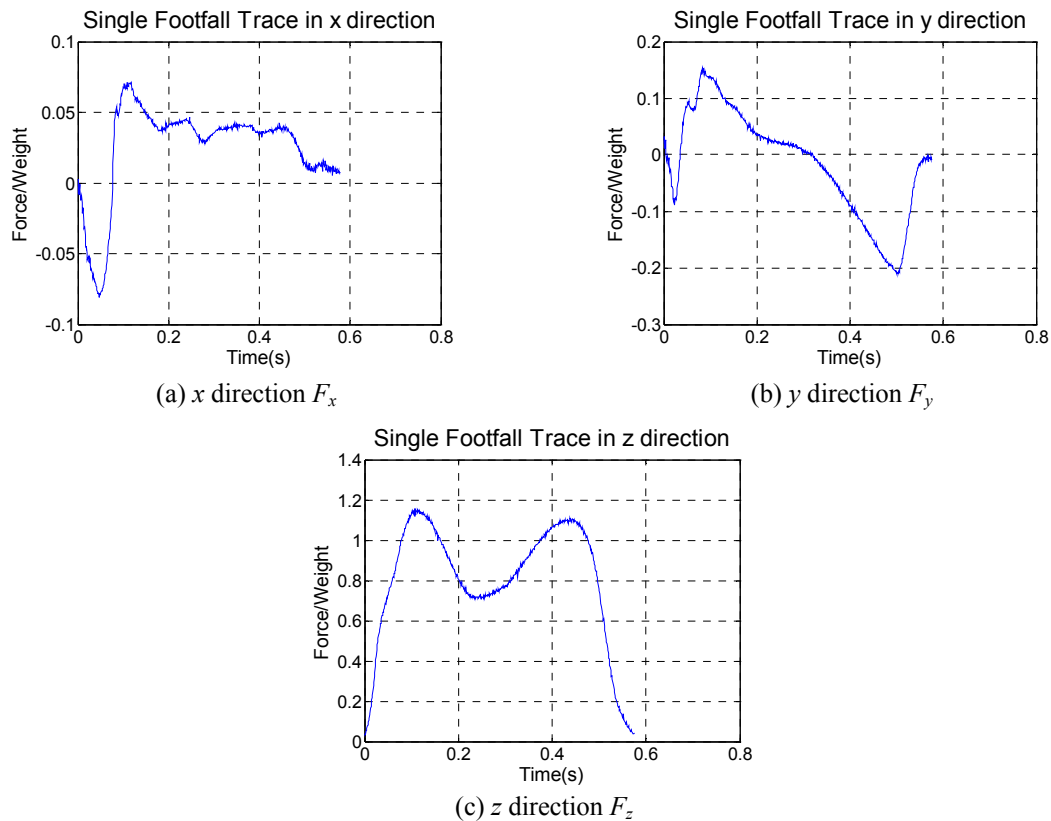 Single Footfall Trace in x direction
0.1
0.05
0
-0.05
-0.1
Force/Weight
0 0.2 0.4 0.6 0.8
Time(s)
(a) x direction Fx
Single Footfall Trace in y direction
0.2
0.1
0
-0.1
-0.2
-0.3
Force/Weight
0 0.2 0.4 0.6 0.8
Time(s)
(b) y direction Fy
Single Footfall Trace in z direction
1.4
1.2
1
0.8
0.6
0.4
0.2
0
Force/Weight
0 0.2 0.4 0.6 0.8
Time(s)
(c) z direction Fz